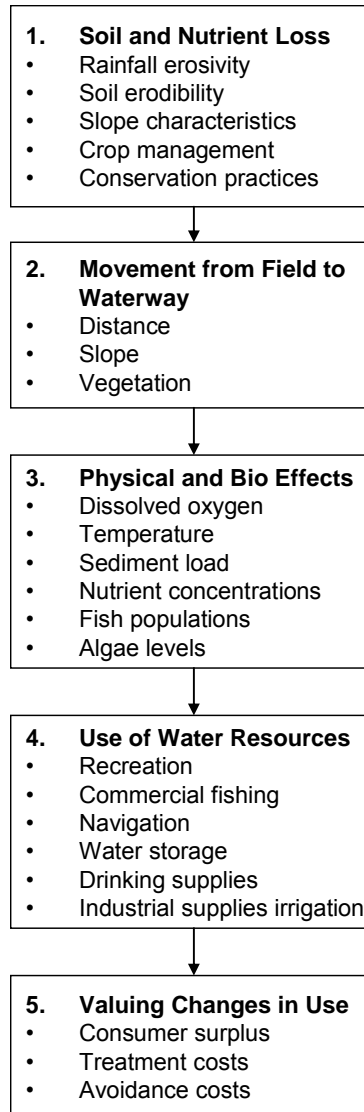 1. Soil and Nutrient Loss
• Rainfall erosivity
• Soil erodibility
• Slope characteristics
• Crop management
• Conservation practices
2. Movement from Field to
Waterway
• Distance
• Slope
• Vegetation
3. Physical and Bio Effects
• Dissolved oxygen
• Temperature
• Sediment load
• Nutrient concentrations
• Fish populations
• Algae levels
4. Use of Water Resources
• Recreation
• Commercial fishing
• Navigation
• Water storage
• Drinking supplies
• Industrial supplies irrigation
5. Valuing Changes in Use
• Consumer surplus
• Treatment costs
• Avoidance costs